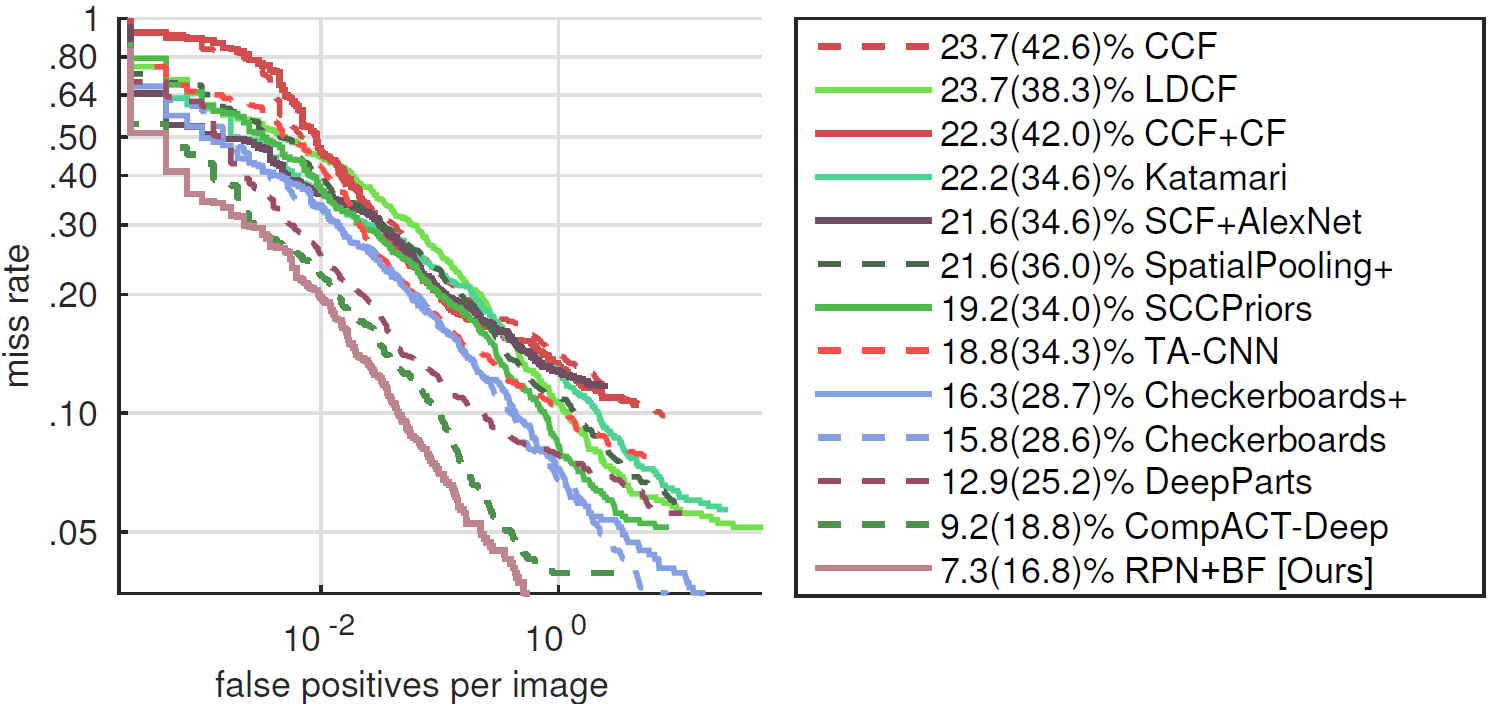 1
.80
.64
.50
.40
.30
.20
.10
.05
miss rate
10^-2
10^0
false positives per image
23.7(42.6)% CCF
23.7(38.3)% LDCF
22.3(42.0)% CCF+CF
22.2(34.6)% Katamari
21.6(34.6)% SCF+AlexNet
21.6(36.0)% SpatialPooling+
19.2(34.0)% SCCPriors
18.8(34.3)% TA-CNN
16.3(28.7)% Checkerboards+
15.8(28.6)% Checkerboards
12.9(25.2)% DeepParts
9.2(18.8)% CompACT-Deep
7.3(16.8)% RPN+BF [Ours]